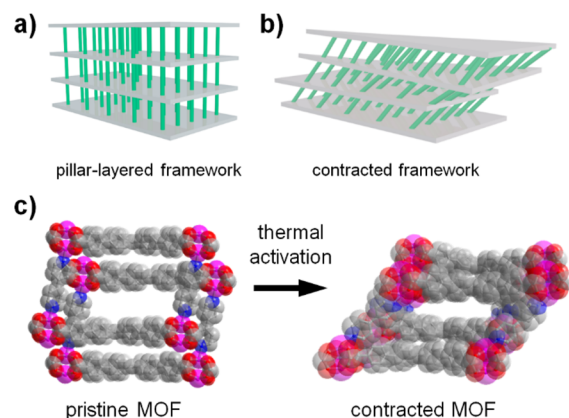 a)
b)
pillar-layered framework
contracted framework
c)
thermal
activation
pristine MOF
contracted MOF